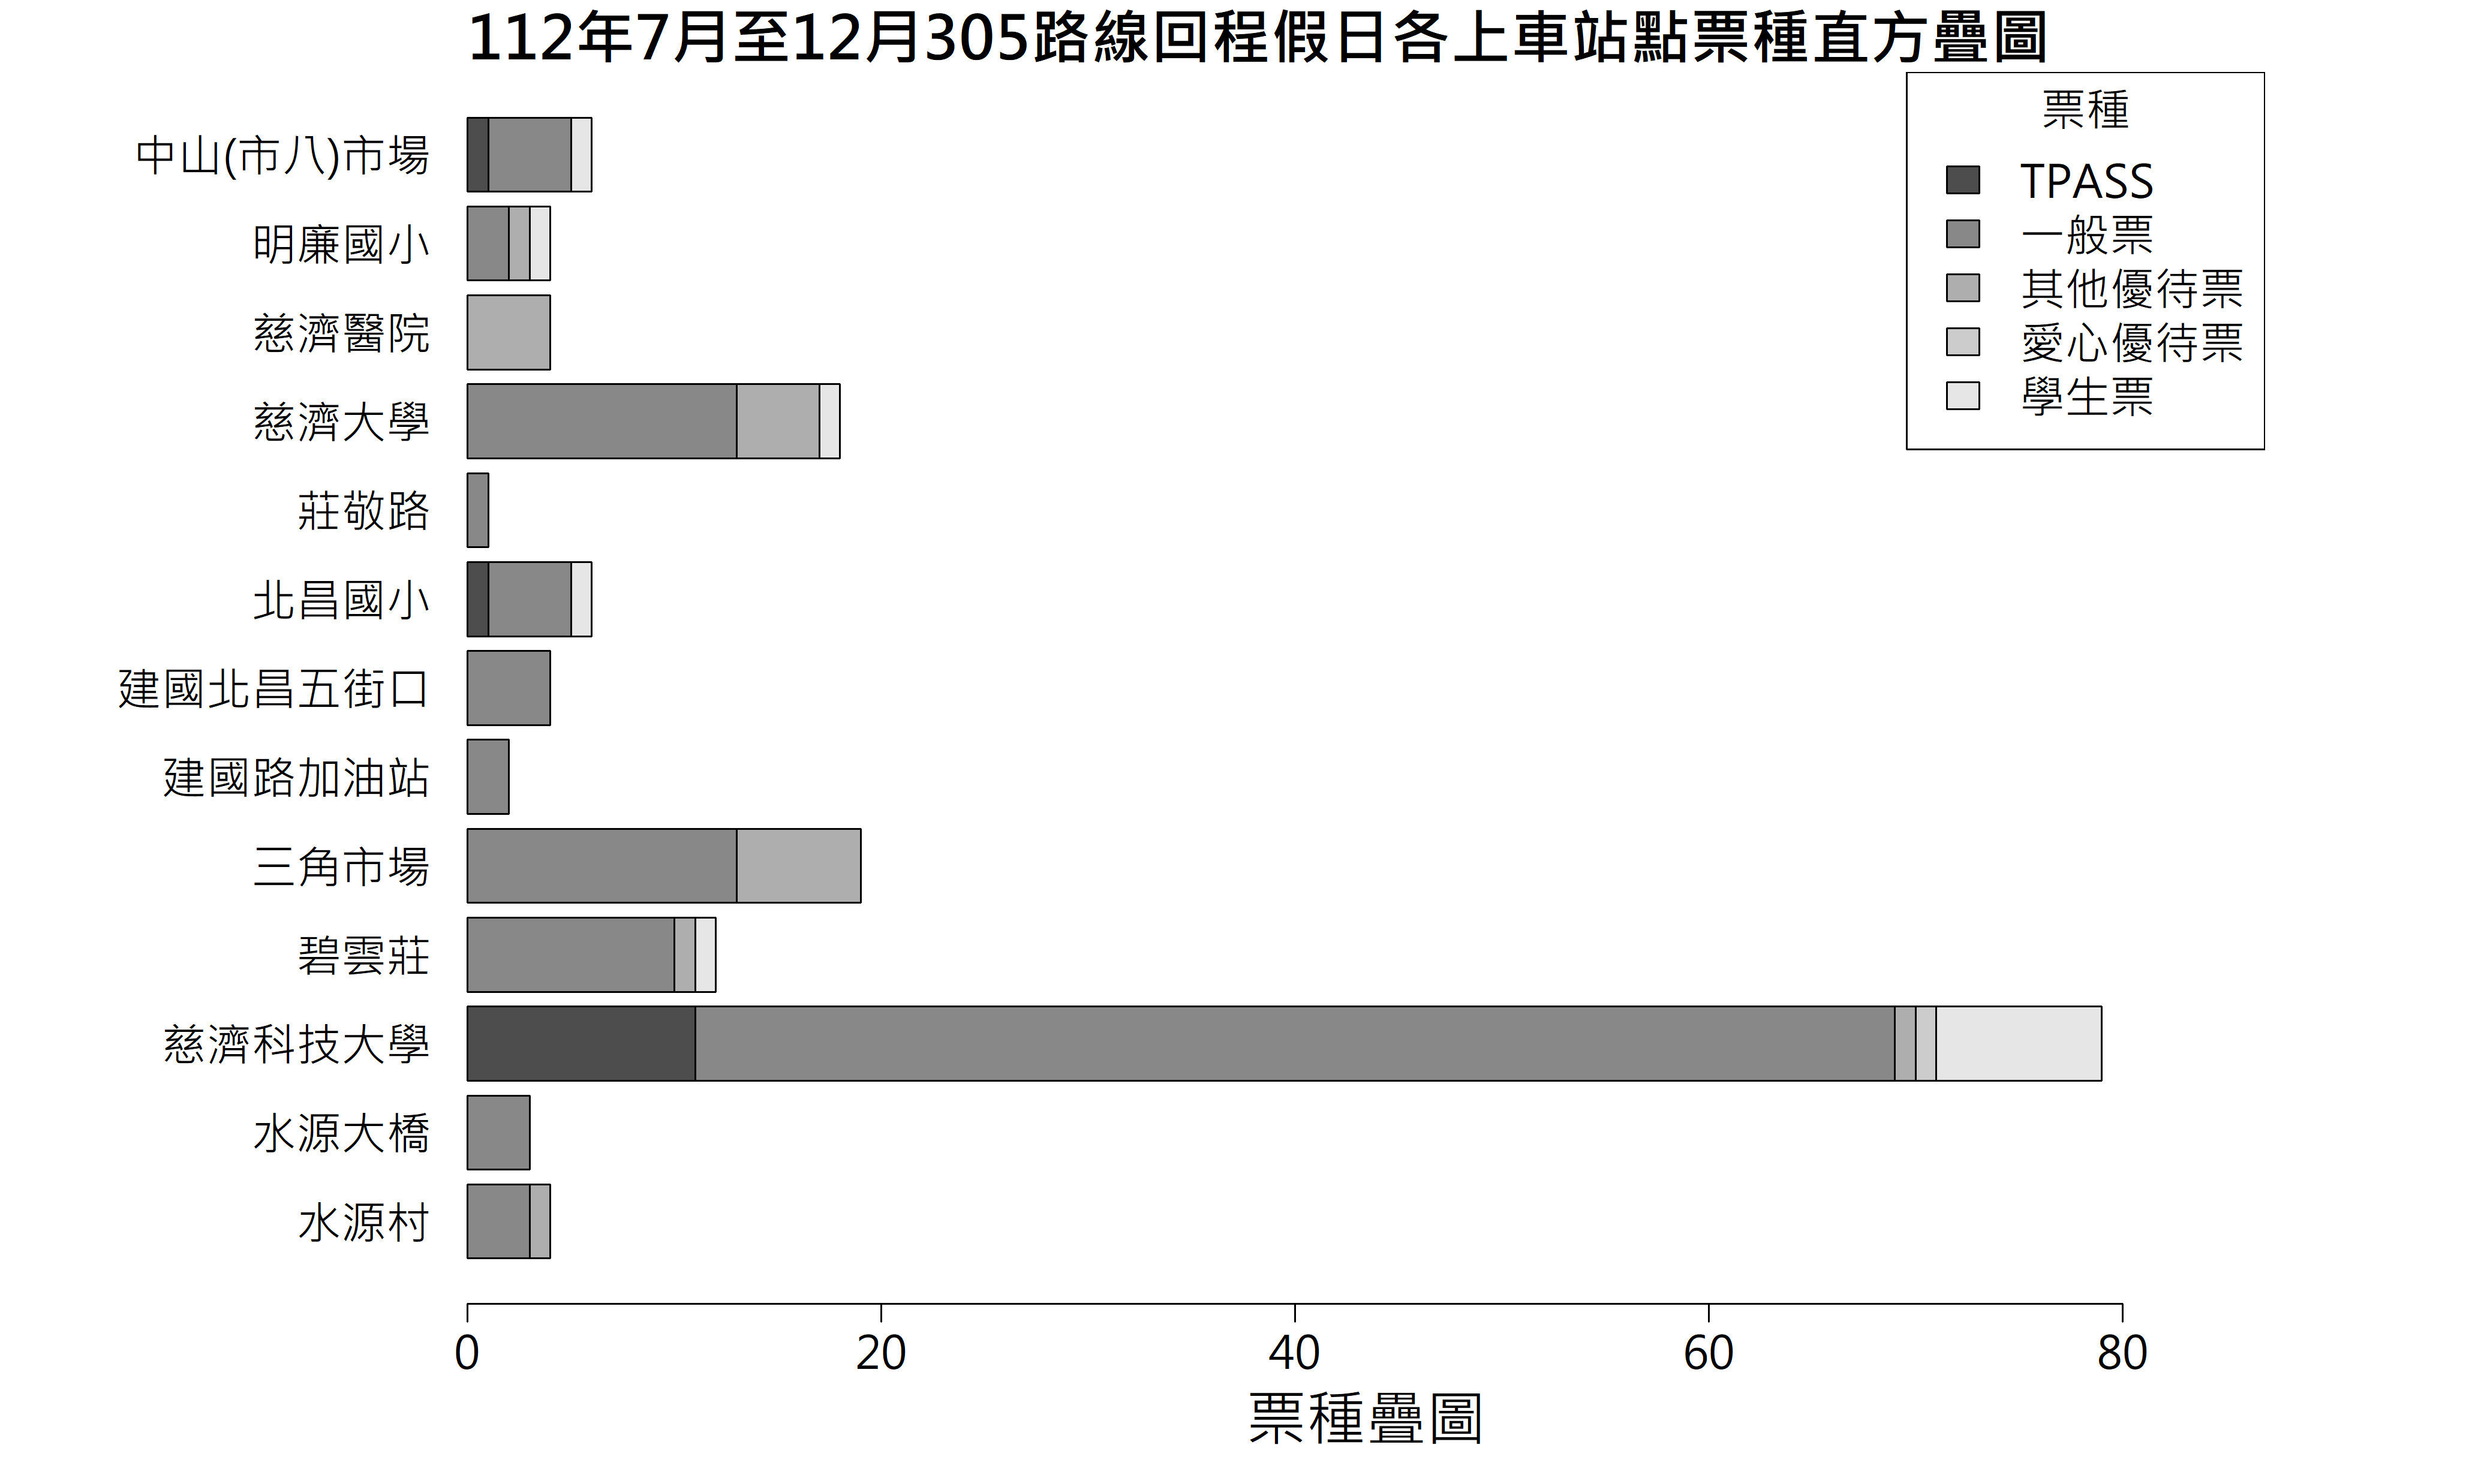 112年7月至12月305路線回程假日各上車站點票種直方疊圖
票種
TPASS
一般票
其他優待票
愛心優待票
學生票
中山(市八)市場
明廉國小
慈濟醫院
慈濟大學
莊敬路
北昌國小
建國北昌五街口
建國路加油站
三角市場
碧雲莊
慈濟科技大學
水源大橋
水源村
0 20 40 60 80
票種疊圖